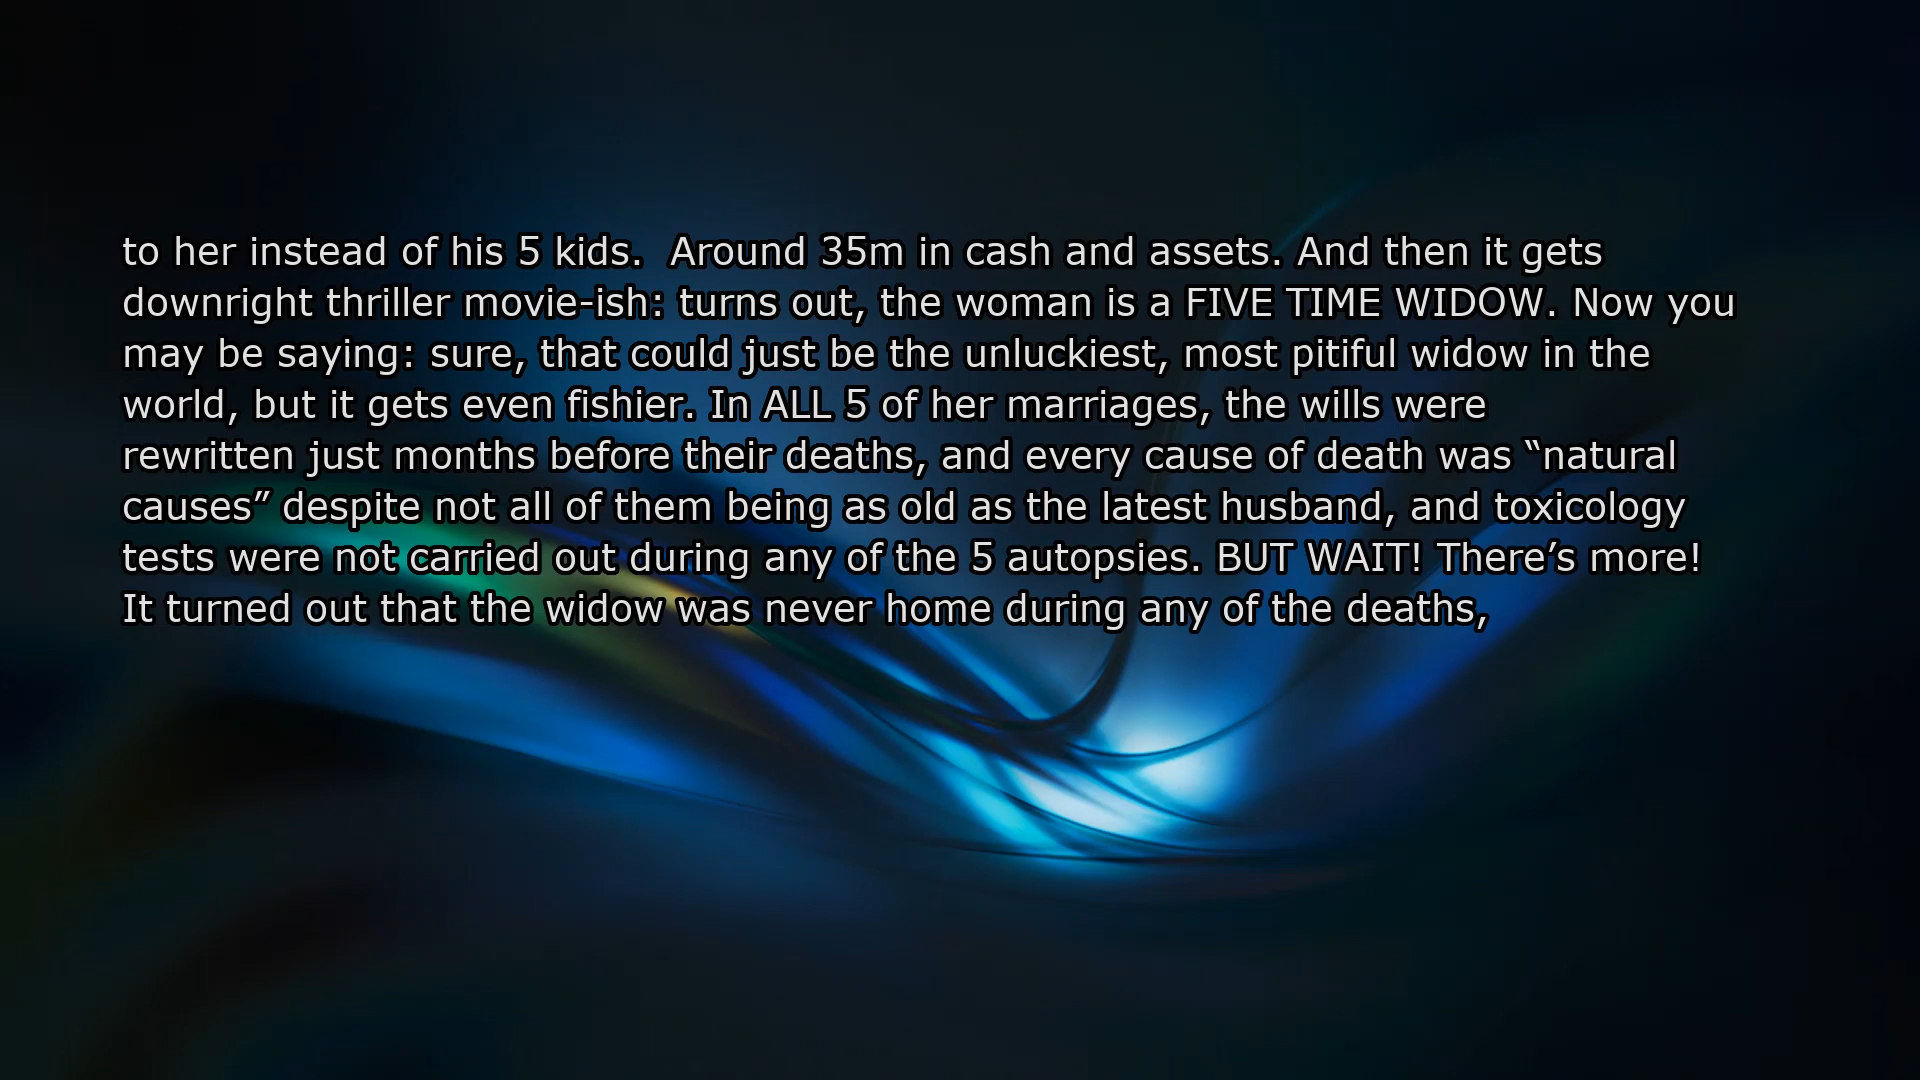 to her instead of his 5 kids.  Around 35m in cash and assets. And then it gets
downright thriller movie-ish: turns out, the woman is a FIVE TIME WIDOW. Now you
may be saying: sure, that could just be the unluckiest, most pitiful widow in the
world, but it gets even fishier. In ALL 5 of her marriages, the wills were
rewritten just months before their deaths, and every cause of death was “natural
causes” despite not all of them being as old as the latest husband, and toxicology
tests were not carried out during any of the 5 autopsies. BUT WAIT! There’s more!
It turned out that the widow was never home during any of the deaths,